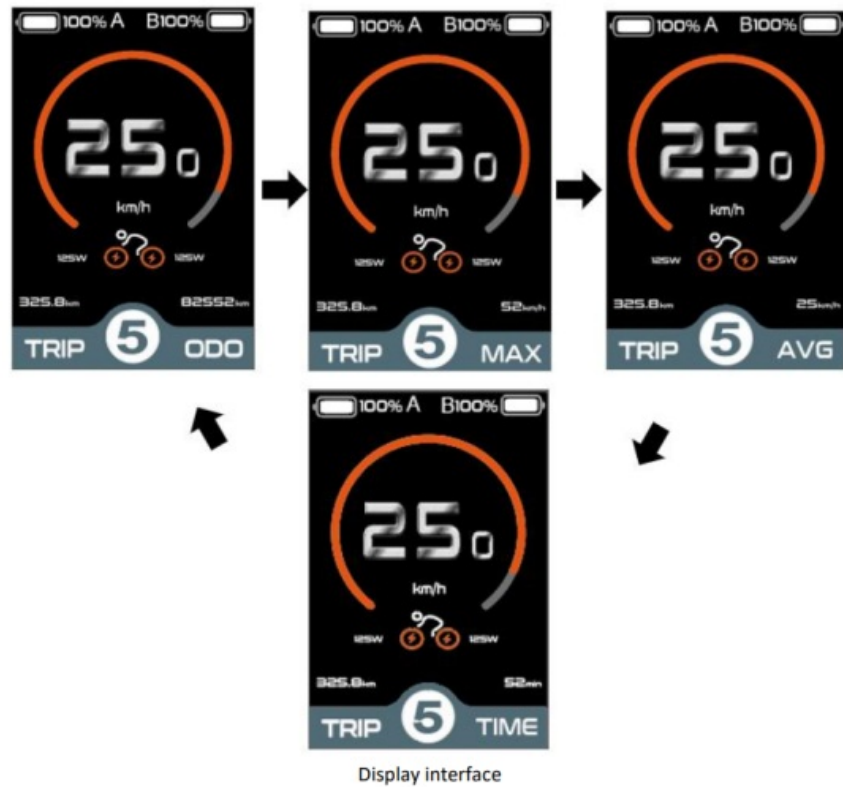 100% A B100%
25.0
km/h
125W 125W
325.8km 82552km
TRIP 5 ODO
100% A B100%
25.0
km/h
125W 125W
325.8km 52km/h
TRIP 5 MAX
100% A B100%
25.0
km/h
125W 125W
325.8km 25km/h
TRIP 5 AVG
100% A B100%
25.0
km/h
125W 125W
325.8km 52min
TRIP 5 TIME
Display interface